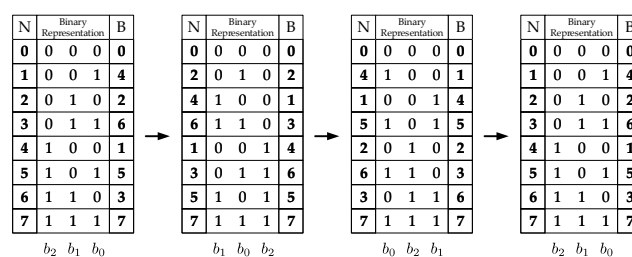 N Binary Representation B N Binary Representation B N Binary Representation B N Binary Representation B
0 0 0 0 0 0 0 0 0 0 0 0 0 0 0 0 0 0 0 0
1 0 0 1 4 2 0 1 0 2 4 1 0 0 1 1 0 0 1 4
2 0 1 0 2 4 1 0 0 1 1 0 0 1 4 2 0 1 0 2
3 0 1 1 6 6 1 1 0 3 5 1 0 1 5 3 0 1 1 6
4 1 0 0 1 1 0 0 1 4 2 0 1 0 2 4 1 0 0 1
5 1 0 1 5 3 0 1 1 6 6 1 1 0 3 5 1 0 1 5
6 1 1 0 3 5 1 0 1 5 3 0 1 1 6 6 1 1 0 3
7 1 1 1 7 7 1 1 1 7 7 1 1 1 7 7 1 1 1 7
b₂ b₁ b₀ b₁ b₀ b₂ b₀ b₂ b₁ b₂ b₁ b₀